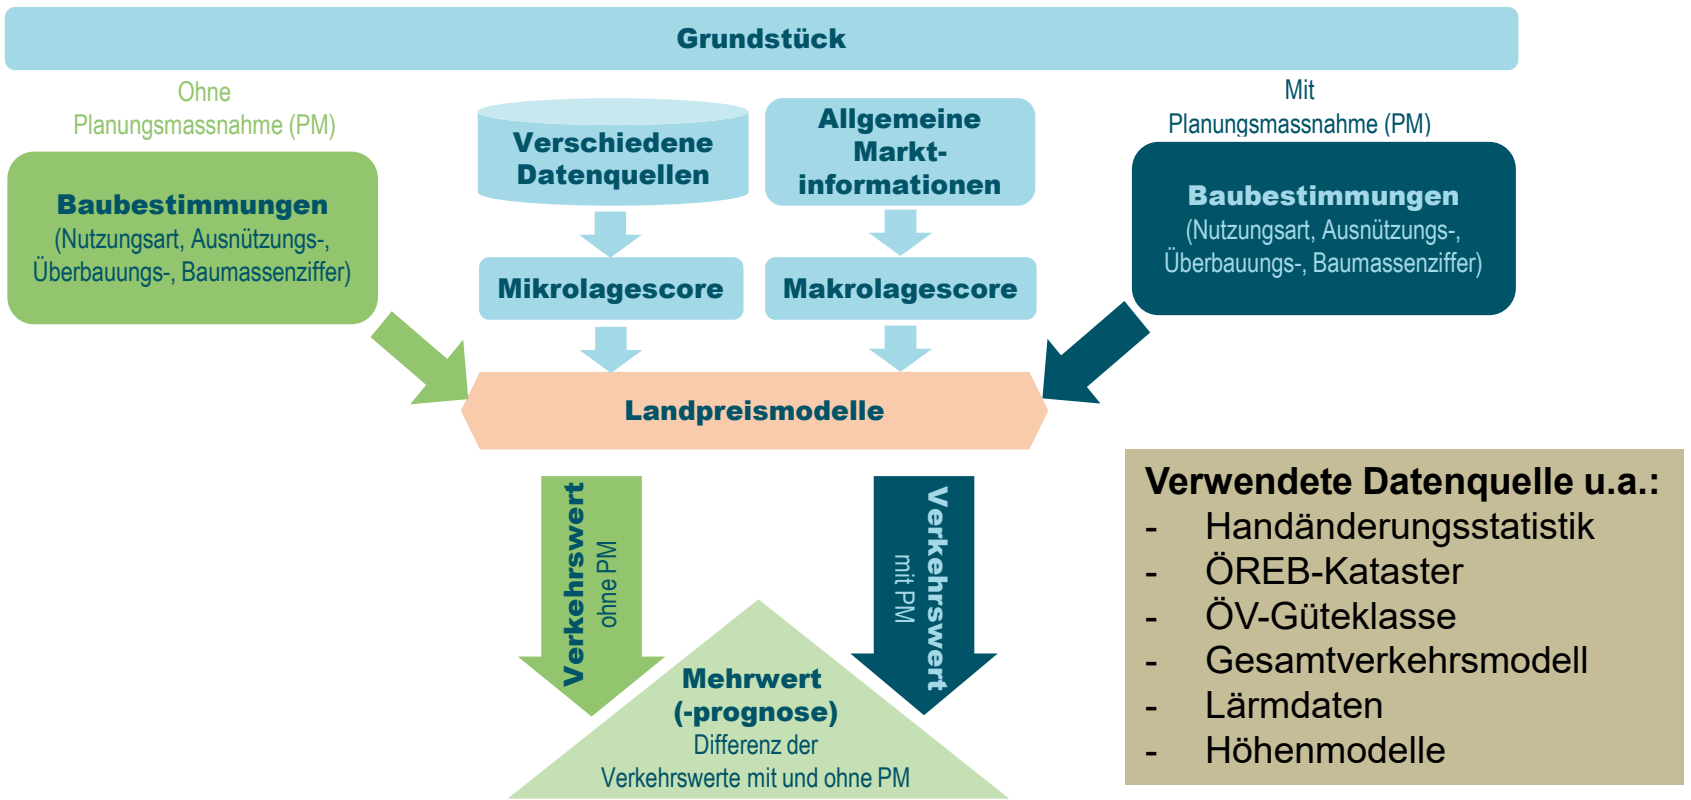 Grundstück
Ohne
Planungsmassnahme (PM)
Baubestimmungen
(Nutzungsart, Ausnützungs-,
Überbauungs-, Baumassenziffer)
Verschiedene
Datenquellen
Allgemeine
Markt-
informationen
Mit
Planungsmassnahme (PM)
Baubestimmungen
(Nutzungsart, Ausnützungs-,
Überbauungs-, Baumassenziffer)
Mikrolagescore
Makrolagescore
Landpreismodelle
Verkehrswert
ohne PM
Verkehrswert
mit PM
Mehrwert
(-prognose)
Differenz der
Verkehrswerte mit und ohne PM
Verwendete Datenquelle u.a.:
- Handänderungsstatistik
- ÖREB-Kataster
- ÖV-Güteklasse
- Gesamtverkehrsmodell
- Lärmdaten
- Höhenmodelle